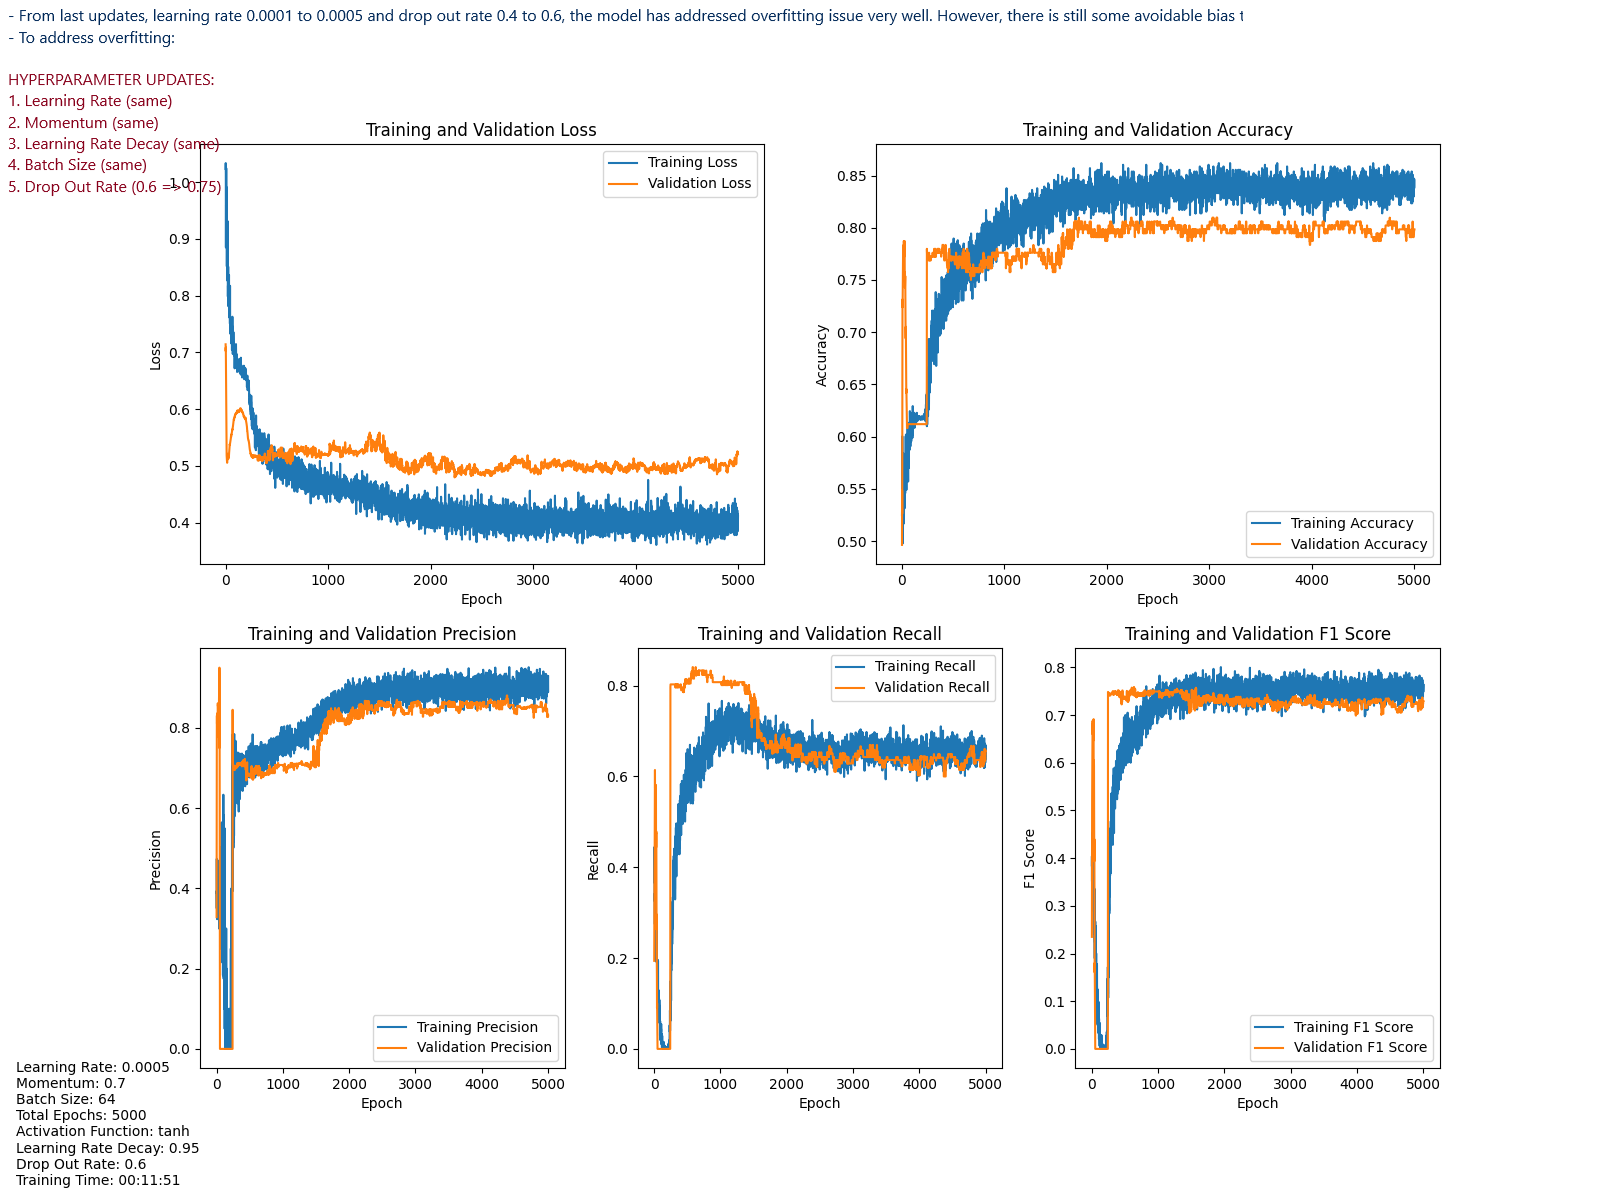 - From last updates, learning rate 0.0001 to 0.0005 and drop out rate 0.4 to 0.6, the model has addressed overfitting issue very well. However, there is still some avoidable bias
- To address overfitting:
HYPERPARAMETER UPDATES:
1. Learning Rate (same)
2. Momentum (same)
3. Learning Rate Decay (same)
4. Batch Size (same)
5. Drop Out Rate (0.6 => 0.75)
Training and Validation Loss
Training Loss
Validation Loss
1.0
0.9
0.8
0.7
0.6
0.5
0.4
Loss
0 1000 2000 3000 4000 5000
Epoch
Training and Validation Accuracy
0.85
0.80
0.75
0.70
0.65
0.60
0.55
0.50
Accuracy
Training Accuracy
Validation Accuracy
0 1000 2000 3000 4000 5000
Epoch
Training and Validation Precision
0.8
0.6
0.4
0.2
0.0
Precision
Training Precision
Validation Precision
0 1000 2000 3000 4000 5000
Epoch
Training and Validation Recall
Training Recall
Validation Recall
0.8
0.6
0.4
0.2
0.0
Recall
0 1000 2000 3000 4000 5000
Epoch
Training and Validation F1 Score
0.8
0.7
0.6
0.5
0.4
0.3
0.2
0.1
0.0
F1 Score
Training F1 Score
Validation F1 Score
0 1000 2000 3000 4000 5000
Epoch
Learning Rate: 0.0005
Momentum: 0.7
Batch Size: 64
Total Epochs: 5000
Activation Function: tanh
Learning Rate Decay: 0.95
Drop Out Rate: 0.6
Training Time: 00:11:51